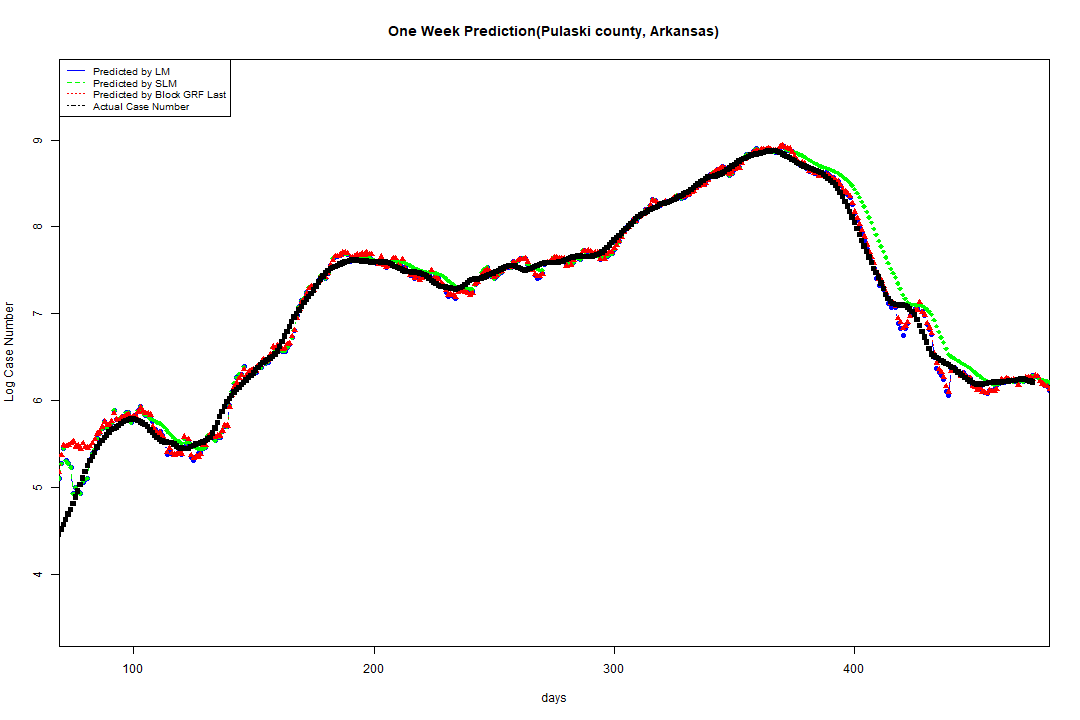 One Week Prediction(Pulaski county, Arkansas)
Predicted by LM
Predicted by SLM
Predicted by Block GRF Last
Actual Case Number
9
8
7
6
5
4
Log Case Number
100 200 300 400
days